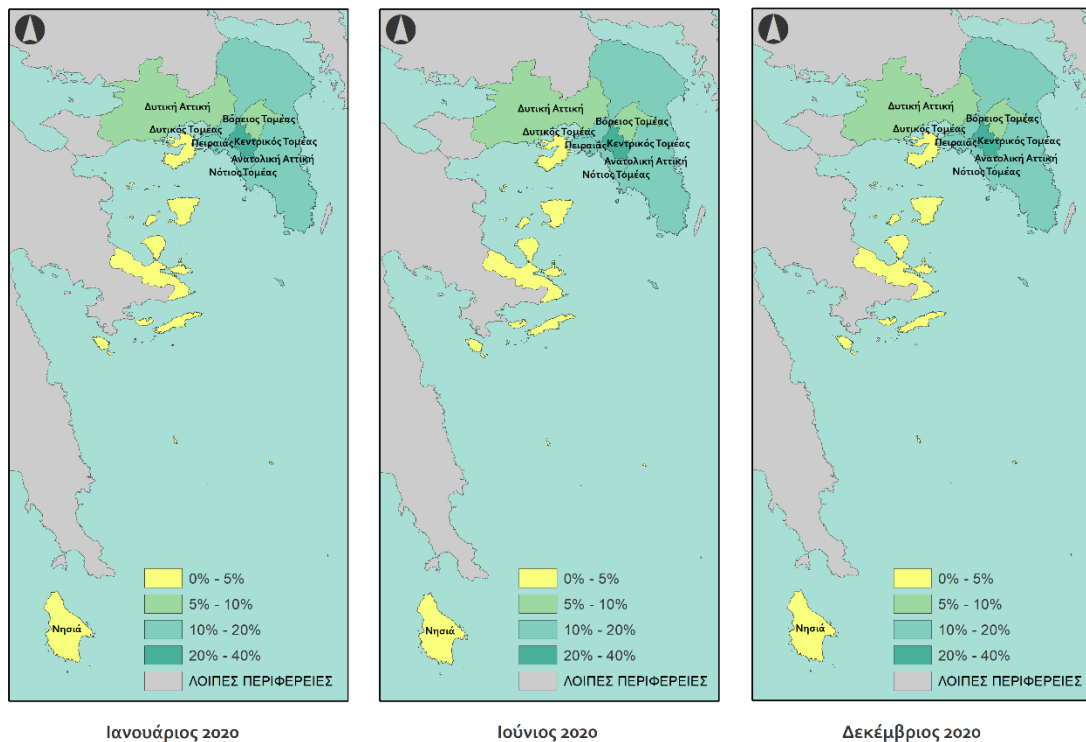 Δυτική Αττική
Βόρειος Τομέας
Δυτικός Τομέας
Πειραιάς
Κεντρικός Τομέας
Ανατολική Αττική
Νότιος Τομέας
Νησιά
0% - 5%
5% - 10%
10% - 20%
20% - 40%
ΛΟΙΠΕΣ ΠΕΡΙΦΕΡΕΙΕΣ
Ιανουάριος 2020
Δυτική Αττική
Βόρειος Τομέας
Δυτικός Τομέας
Πειραιάς
Κεντρικός Τομέας
Ανατολική Αττική
Νότιος Τομέας
Νησιά
0% - 5%
5% - 10%
10% - 20%
20% - 40%
ΛΟΙΠΕΣ ΠΕΡΙΦΕΡΕΙΕΣ
Ιούνιος 2020
Δυτική Αττική
Βόρειος Τομέας
Δυτικός Τομέας
Πειραιάς
Κεντρικός Τομέας
Ανατολική Αττική
Νότιος Τομέας
Νησιά
0% - 5%
5% - 10%
10% - 20%
20% - 40%
ΛΟΙΠΕΣ ΠΕΡΙΦΕΡΕΙΕΣ
Δεκέμβριος 2020